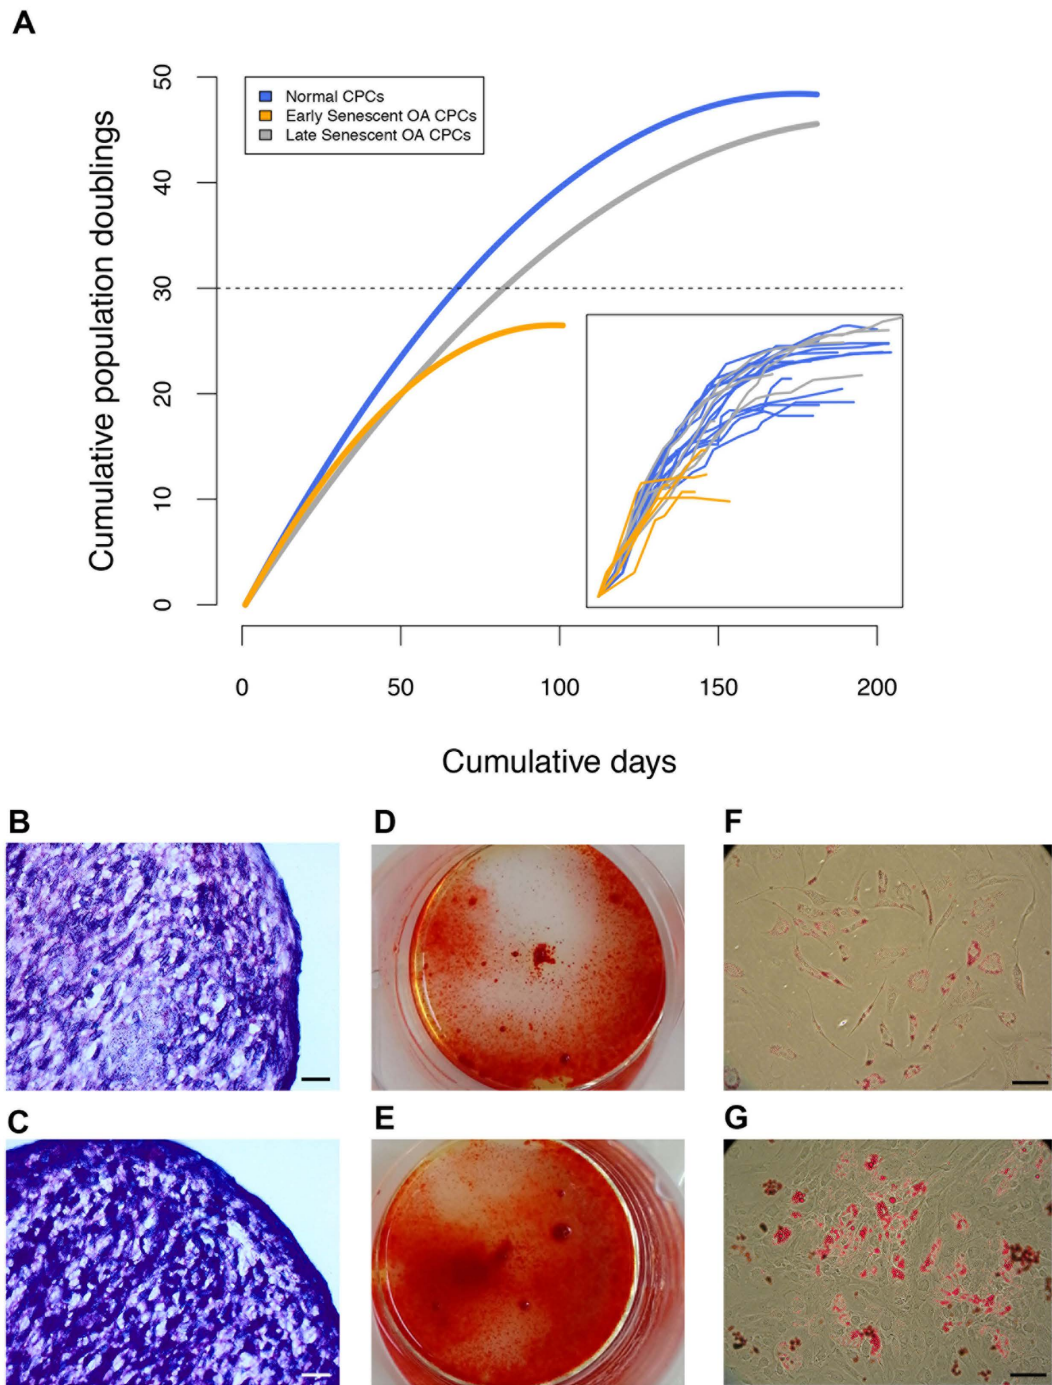 A
Cumulative population doublings
50
40
30
20
10
0
Normal CPCs
Early Senescent OA CPCs
Late Senescent OA CPCs
0 50 100 150 200
Cumulative days
B D F
C E G